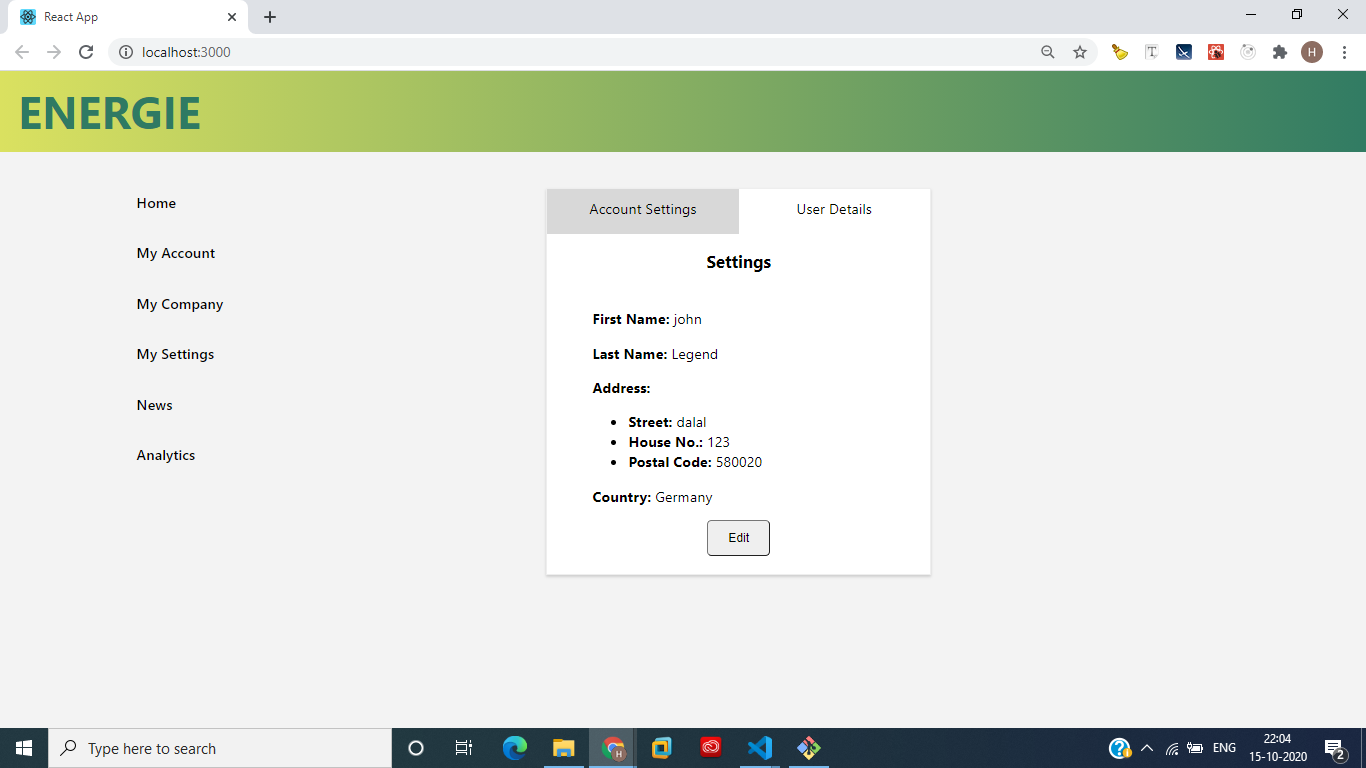 React App
localhost:3000
H
ENERGIE
Home
My Account
My Company
My Settings
News
Analytics
Account Settings
User Details
Settings
First Name: john
Last Name: Legend
Address:
Street: dalal
House No.: 123
Postal Code: 580020
Country: Germany
Edit
Type here to search
H
ENG
22:04
15-10-2020
2